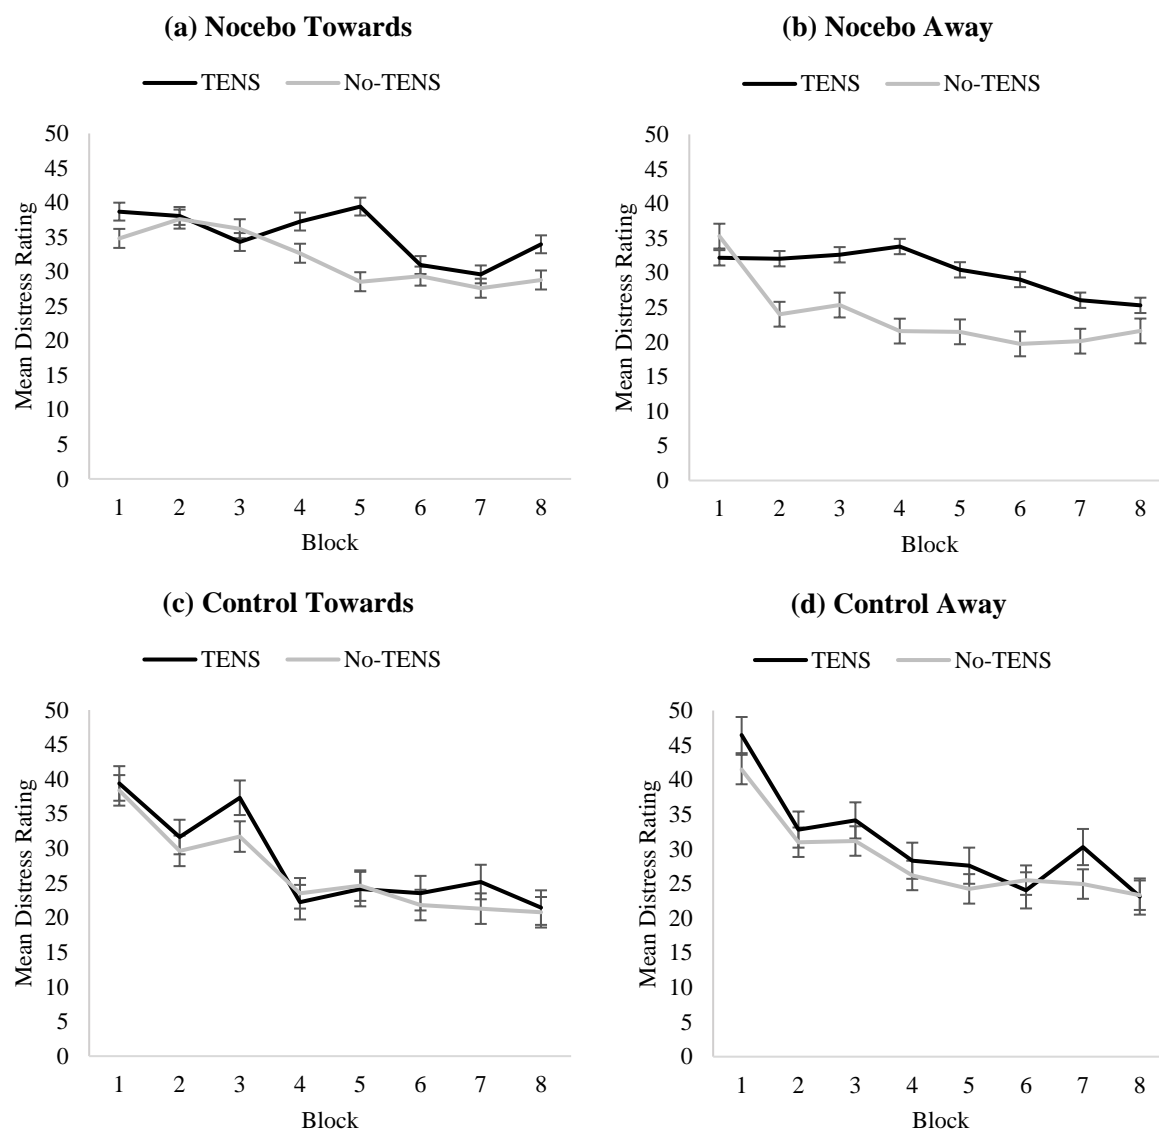 (a) Nocebo Towards
TENS No-TENS
Mean Distress Rating
50
45
40
35
30
25
20
15
10
5
0
1 2 3 4 5 6 7 8
Block
(b) Nocebo Away
TENS No-TENS
Mean Distress Rating
50
45
40
35
30
25
20
15
10
5
0
1 2 3 4 5 6 7 8
Block
(c) Control Towards
TENS No-TENS
Mean Distress Rating
50
45
40
35
30
25
20
15
10
5
0
1 2 3 4 5 6 7 8
Block
(d) Control Away
TENS No-TENS
Mean Distress Rating
50
45
40
35
30
25
20
15
10
5
0
1 2 3 4 5 6 7 8
Block